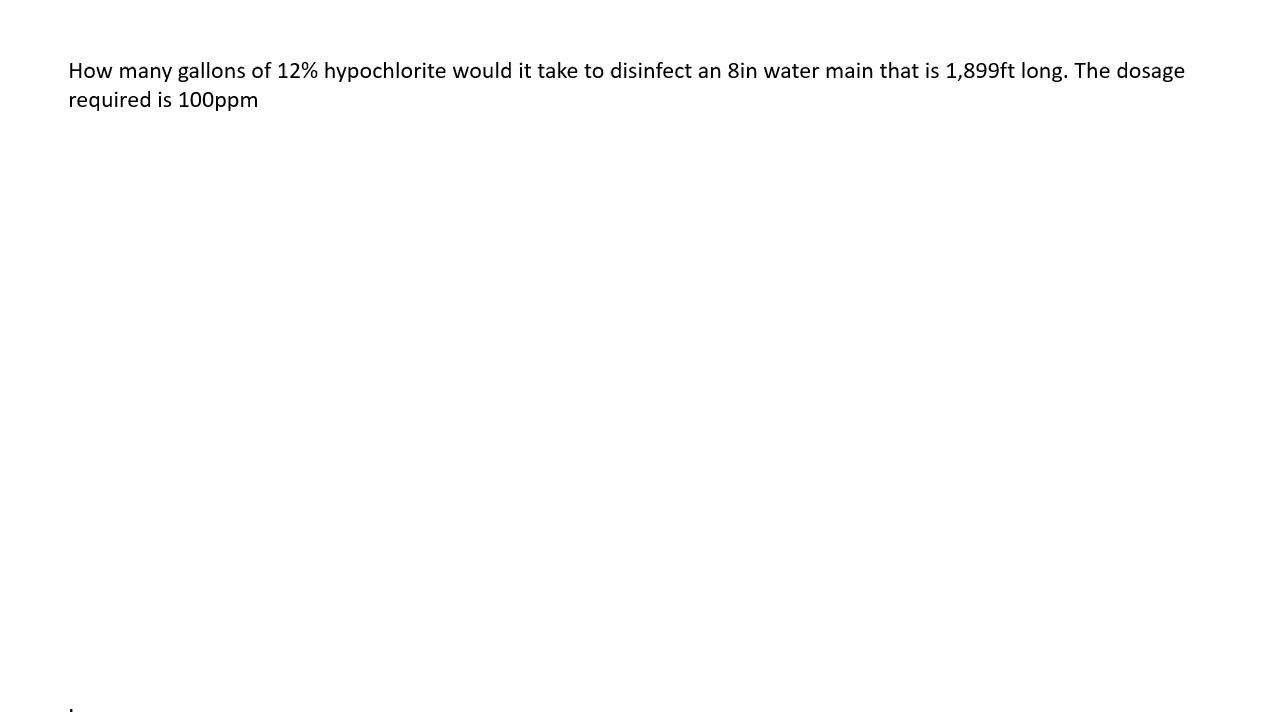 How many gallons of 12% hypochlorite would it take to disinfect an 8in water main that is 1,899ft long. The dosage
required is 100ppm
.